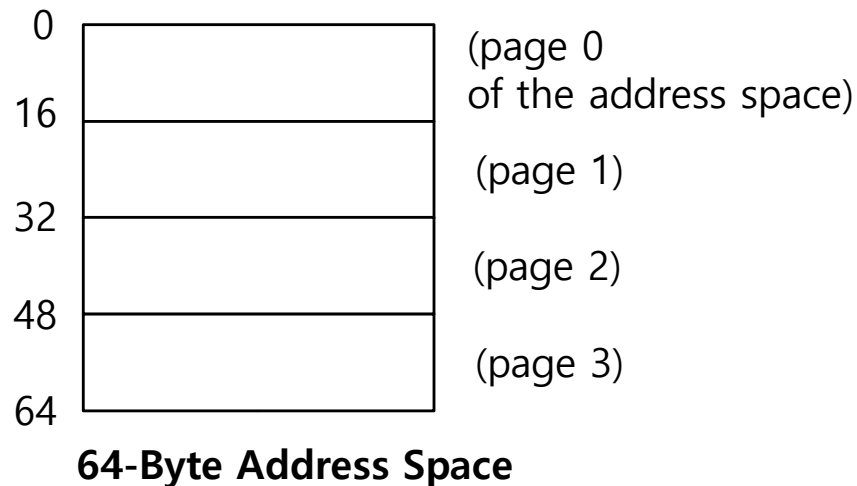 0
(page 0
of the address space)
16
(page 1)
32
(page 2)
48
(page 3)
64
64-Byte Address Space